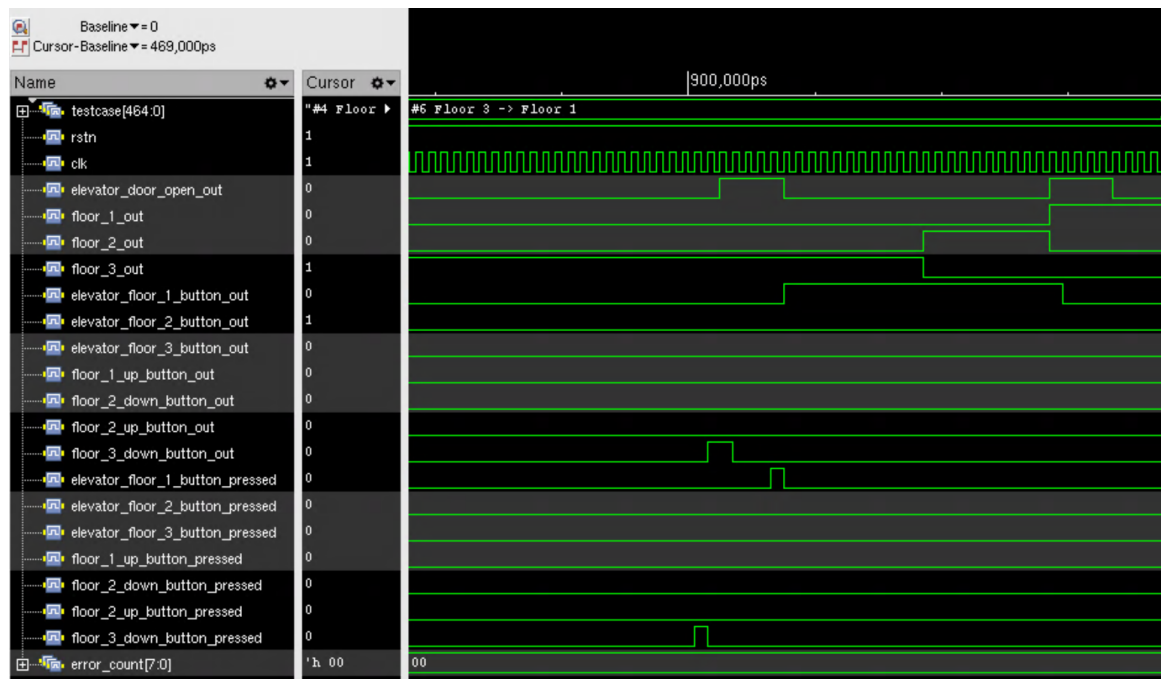 Baseline▼= 0
Cursor-Baseline▼= 469,000ps
Name Cursor
900,000ps
testcase[464:0] "#4 Floor #6 Floor 3 -> Floor 1
rstn 1
clk 1
elevator_door_open_out 0
floor_1_out 0
floor_2_out 0
floor_3_out 1
elevator_floor_1_button_out 0
elevator_floor_2_button_out 1
elevator_floor_3_button_out 0
floor_1_up_button_out 0
floor_2_down_button_out 0
floor_2_up_button_out 0
floor_3_down_button_out 0
elevator_floor_1_button_pressed 0
elevator_floor_2_button_pressed 0
elevator_floor_3_button_pressed 0
floor_1_up_button_pressed 0
floor_2_down_button_pressed 0
floor_2_up_button_pressed 0
floor_3_down_button_pressed 0
error_count[7:0] 'h 00 00